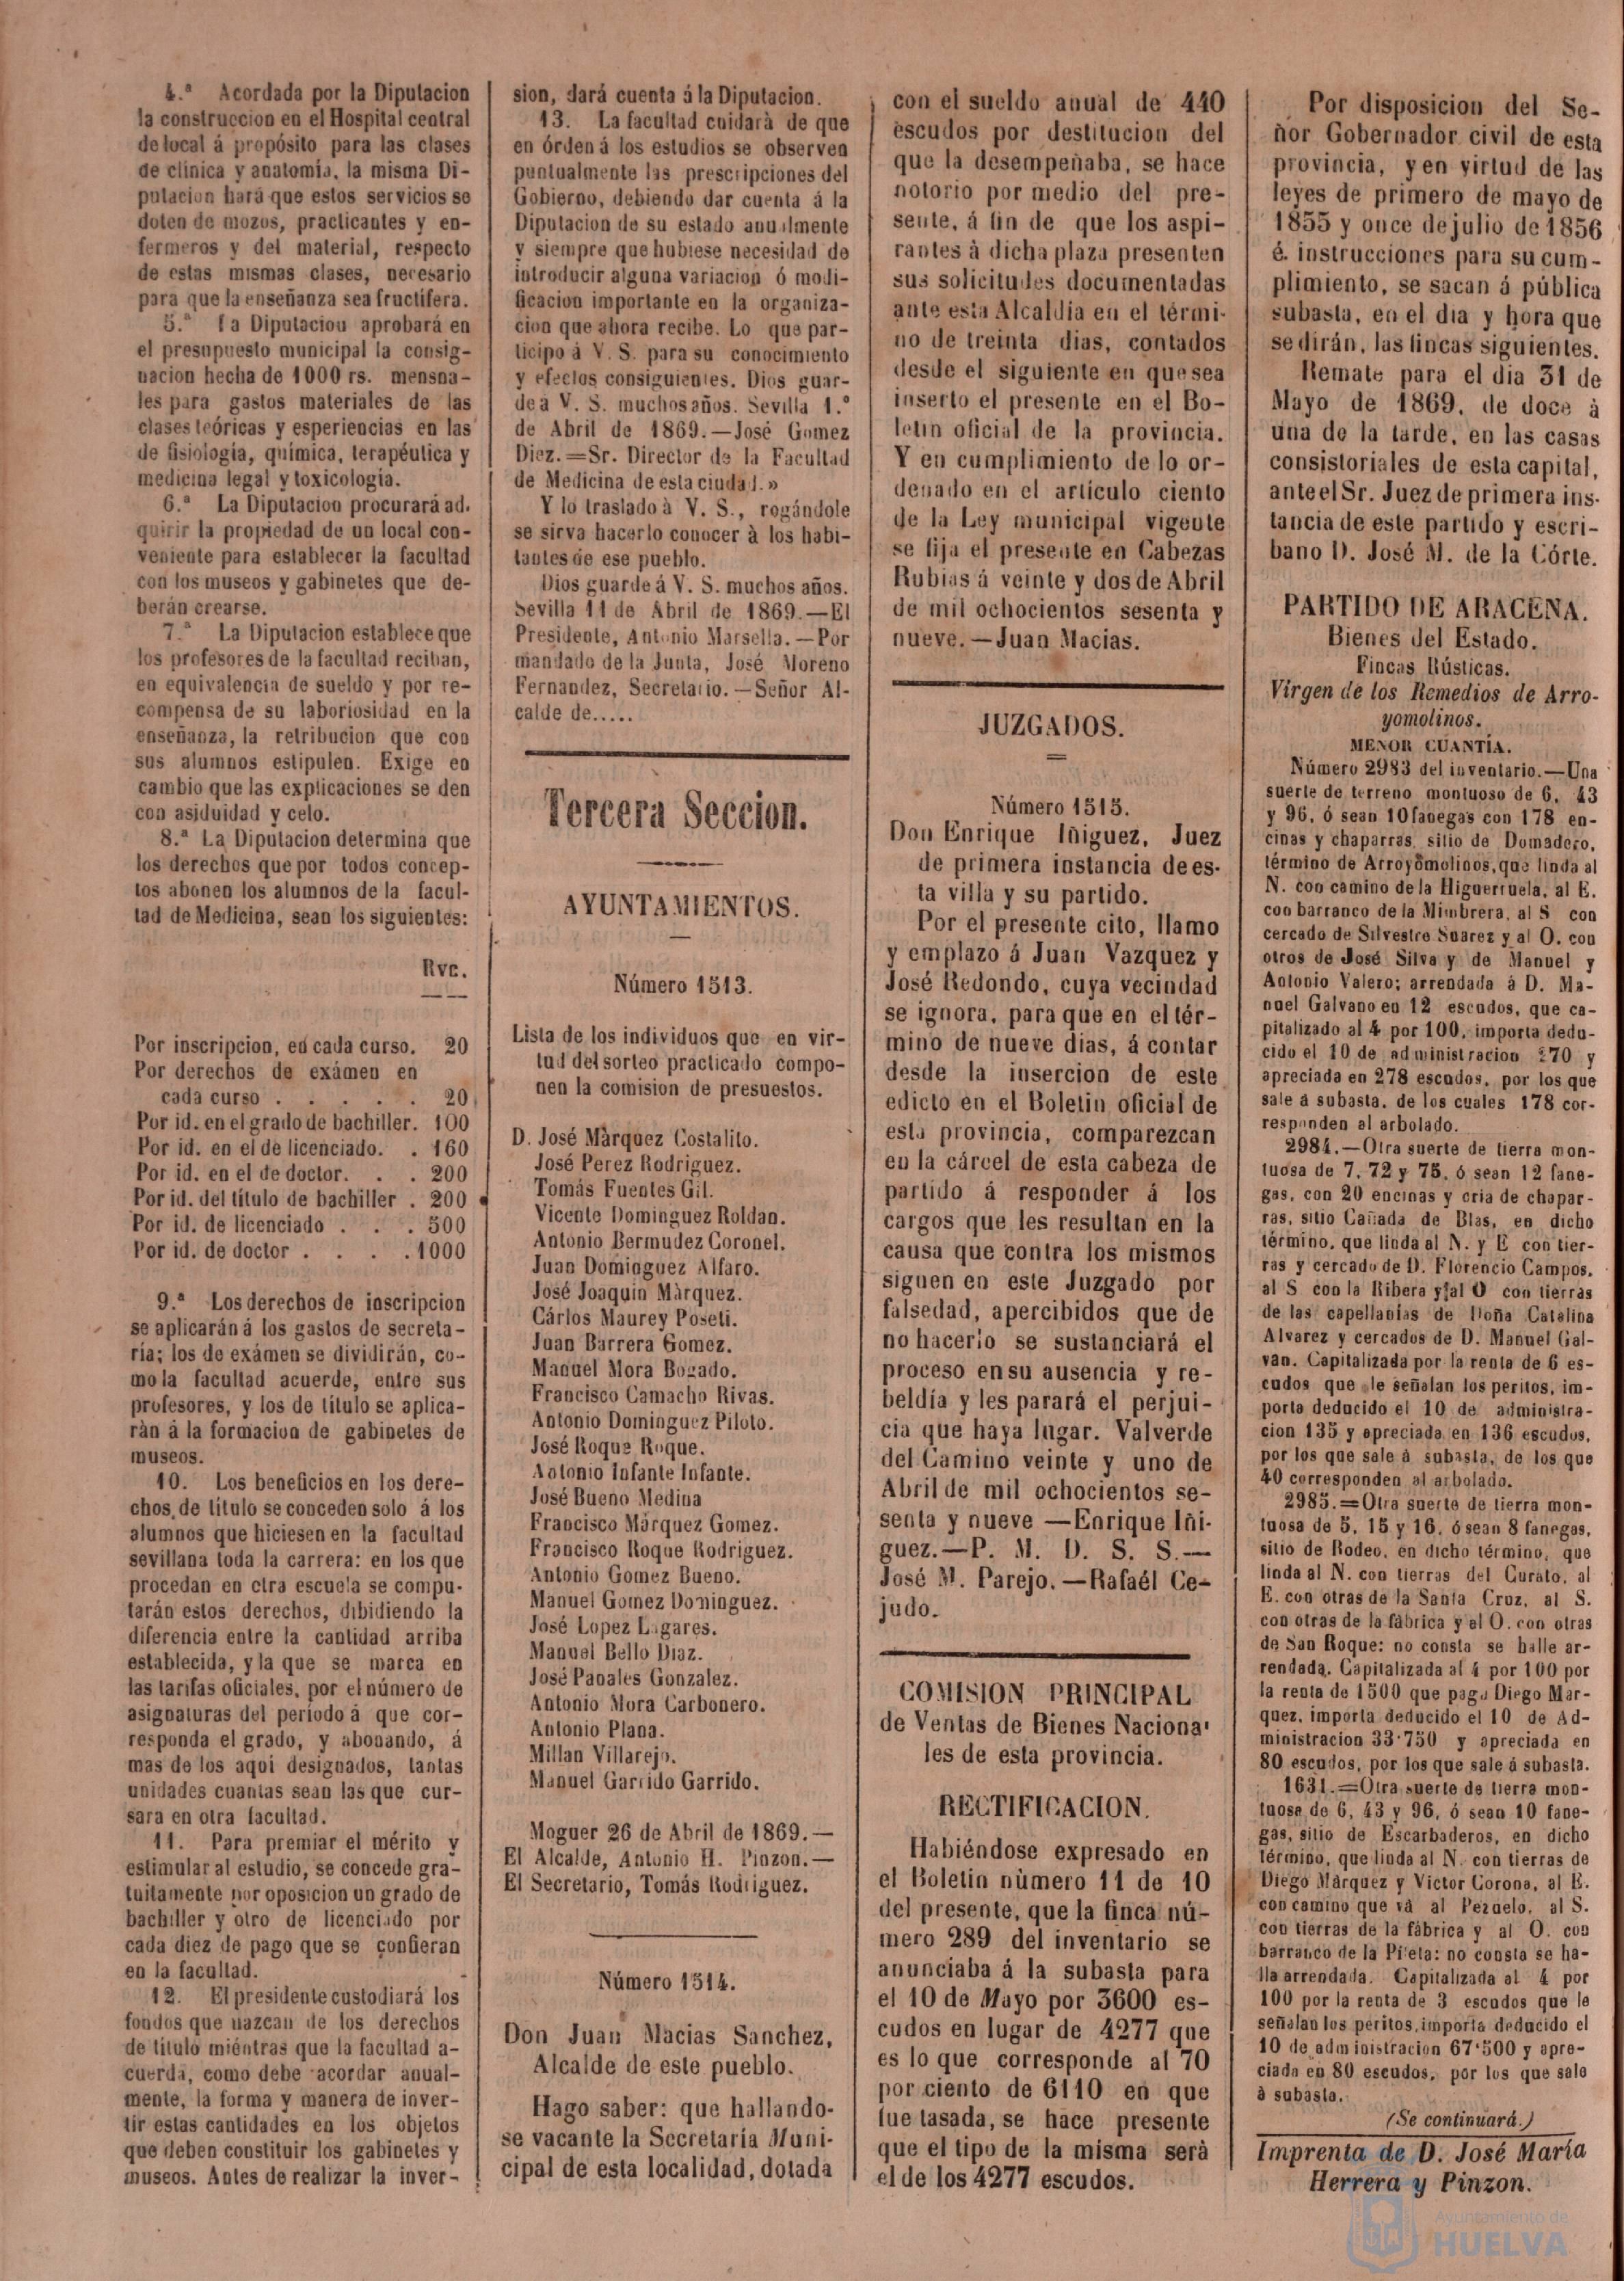 4.ª Acordada por la Diputacion
la construccion en el Hospital central
de local á propósito para las clases
de clínica y anatomía, la misma Di-
putacion hará que estos servicios se
doten de mozos, practicantes y en-
fermeros y del material, respecto
de estas mismas clases, necesario
para que la enseñanza sea fructífera.
5.ª La Diputacion aprobará en
el presupuesto municipal la consig-
nacion hecha de 1000 rs. mensua-
les para gastos materiales de las
clases teóricas y esperiencias en las
de fisiología, química, terapéutica y
medicina legal y toxicología.
6.ª La Diputacion procurará ad-
quirir la propiedad de un local con-
veniente para establecer la facultad
con los museos y gabinetes que de-
berán crearse.
7.ª La Diputacion establece que
los profesores de la facultad reciban,
en equivalencia de sueldo y por re-
compensa de su laboriosidad en la
enseñanza, la retribucion que con
sus alumnos estipulen. Exige en
cambio que las explicaciones se den
con asiduidad y celo.
8.ª La Diputacion determina que
los derechos que por todos concep-
tos abonen los alumnos de la facul-
tad de Medicina, sean los siguientes:
Rvc.
Por inscripcion, en cada curso. 20
Por derechos de exámen en
cada curso . . . . . 20
Por id. en el grado de bachiller. 100
Por id. en el de licenciado. . 160
Por id. en el de doctor. . . 200
Por id. del título de bachiller . 200
Por id. de licenciado . . . 500
Por id. de doctor . . . . 1000
9.ª Los derechos de inscripcion
se aplicarán á los gastos de secreta-
ría; los de exámen se dividirán, co-
mo la facultad acuerde, entre sus
profesores, y los de título se aplica-
ràn á la formacion de gabinetes de
museos.
10. Los beneficios en los dere-
chos de título se conceden solo á los
alumnos que hiciesen en la facultad
sevillana toda la carrera: en los que
procedan en otra escuela se compu-
tarán estos derechos, dibidiendo la
diferencia entre la cantidad arriba
establecida, y la que se marca en
las tarifas oficiales, por el número de
asignaturas del periodo á que cor-
responda el grado, y abonando, á
mas de los aqui designados, tantas
unidades cuantas sean las que cur-
sara en otra facultad.
11. Para premiar el mérito y
estimular al estudio, se concede gra-
tuitamente por oposicion un grado de
bachiller y otro de licenciado por
cada diez de pago que se confieran
en la facultad.
12. El presidente custodiará los
fondos que nazcan de los derechos
de título miéntras que la facultad a-
cuerda, como debe acordar anual-
mente, la forma y manera de inver-
tir estas cantidades en los objetos
que deben constituir los gabinetes y
museos. Antes de realizar la inver-
sion, dará cuenta á la Diputacion.
13. La facultad cuidarà de que
en órden á los estudios se observen
puntualmente las prescripciones del
Gobierno, debiendo dar cuenta á la
Diputacion de su estado anualmente
y siempre que hubiese necesidad de
introducir alguna variacion ó modi-
ficacion importante en la organiza-
cion que ahora recibe. Lo que par-
ticipo à V. S. para su conocimiento
y efectos consiguientes. Dios guar-
de à V. S. muchos años. Sevilla 1.º
de Abril de 1869.—José Gomez
Diez.—Sr. Director de la Facultad
de Medicina de esta ciudad.»
Y lo traslado à V. S., rogándole
se sirva hacerlo conocer à los habi-
tantes de ese pueblo.
Dios guarde á V. S. muchos años.
Sevilla 11 de Abril de 1869.—El
Presidente, Antonio Marsella.—Por
mandado de la Junta, José Moreno
Fernandez, Secretario.—Señor Al-
calde de.....
Tercera Seccion.
AYUNTAMIENTOS.
Número 1513.
Lista de los individuos que en vir-
tud del sorteo practicado compo-
nen la comision de presuestos.
D. José Màrquez Costalito.
José Perez Rodriguez.
Tomás Fuentes Gil.
Vicente Dominguez Roldan.
Antonio Bermudez Coronel.
Juan Dominguez Alfaro.
José Joaquin Màrquez.
Cárlos Maurey Poseti.
Juan Barrera Gomez.
Manuel Mora Bozado.
Francisco Camacho Rivas.
Antonio Dominguez Piloto.
José Roque Roque.
Antonio Infante Infante.
José Bueno Medina
Francisco Márquez Gomez.
Francisco Roque Rodriguez.
Antonio Gomez Bueno.
Manuel Gomez Dominguez.
José Lopez Lagares.
Manuel Bello Diaz.
José Panales Gonzalez.
Antonio Mora Carbonero.
Antonio Plana.
Millan Villarejo.
Manuel Garrido Garrido.
Moguer 26 de Abril de 1869.—
El Alcalde, Antonio H. Pinzon.—
El Secretario, Tomás Rodriguez.
Número 1514.
Don Juan Macias Sanchez,
Alcalde de este pueblo.
Hago saber: que hallando-
se vacante la Secretaría Muni-
cipal de esta localidad, dotada
con el sueldo anual de 440
escudos por destitucion del
que la desempeñaba, se hace
notorio por medio del pre-
sente, á fin de que los aspi-
rantes à dicha plaza presenten
sus solicitudes documentadas
ante esta Alcaldía en el térmi-
no de treinta dias, contados
desde el siguiente en que sea
inserto el presente en el Bo-
letin oficial de la provincia.
Y en cumplimiento de lo or-
denado en el artículo ciento
de la Ley municipal vigente
se fija el presente en Cabezas
Rubias á veinte y dos de Abril
de mil ochocientos sesenta y
nueve.—Juan Macias.
JUZGADOS.
Número 1515.
Don Enrique Iñiguez, Juez
de primera instancia de es-
ta villa y su partido.
Por el presente cito, llamo
y emplazo á Juan Vazquez y
José Redondo, cuya vecindad
se ignora, para que en el tér-
mino de nueve dias, á contar
desde la insercion de este
edicto en el Boletin oficial de
esta provincia, comparezcan
en la cárcel de esta cabeza de
partido á responder á los
cargos que les resultan en la
causa que contra los mismos
siguen en este Juzgado por
falsedad, apercibidos que de
no hacerlo se sustanciará el
proceso en su ausencia y re-
beldía y les parará el perjui-
cia que haya lugar. Valverde
del Camino veinte y uno de
Abril de mil ochocientos se-
senta y nueve—Enrique Iñi-
guez.—P. M. D. S. S.—
José M. Parejo.—Rafaél Ce-
judo.
COMISION PRINCIPAL
de Ventas de Bienes Naciona-
les de esta provincia.
RECTIFICACION.
Habiéndose expresado en
el Boletin nùmero 11 de 10
del presente, que la finca nú-
mero 289 del inventario se
anunciaba á la subasta para
el 10 de Mayo por 3600 es-
cudos en lugar de 4277 que
es lo que corresponde al 70
por ciento de 6110 en que
fue tasada, se hace presente
que el tipo de la misma serà
el de los 4277 escudos.
Por disposicion del Se-
ñor Gobernador civil de esta
provincia, y en virtud de las
leyes de primero de mayo de
1855 y once de julio de 1856
é instrucciones para su cum-
plimiento, se sacan á pública
subasta, en el dia y hora que
se dirán, las fincas siguientes.
Remate para el dia 31 de
Mayo de 1869, de doce à
una de la tarde, en las casas
consistoriales de esta capital,
ante el Sr. Juez de primera ins-
tancia de este partido y escri-
bano D. José M. de la Córte.
PARTIDO DE ARACENA.
Bienes del Estado.
Fincas Rústicas.
Virgen de los Remedios de Arro-
yomolinos.
MENOR CUANTÍA.
Número 2983 del inventario.—Una
suerte de terreno montuoso de 6, 43
y 96, ó sean 10 fanegas con 178 en-
cinas y chaparras, sitio de Domadero,
término de Arroyomolinos, que linda al
N. con camino de la Higuerruela, al E.
con barranco de la Mimbrera, al S con
cercado de Silvestre Suarez y al O. con
otros de José Silva y de Manuel y
Antonio Valero; arrendada á D. Ma-
nuel Galvano en 12 escudos, que ca-
pitalizado al 4 por 100, importa dedu-
cido el 10 de administracion 270 y
apreciada en 278 escudos, por los que
sale á subasta, de los cuales 178 cor-
responden al arbolado.
2984.—Otra suerte de tierra mon-
tuosa de 7, 72 y 75, ó sean 12 fane-
gas, con 20 encinas y cria de chapar-
ras, sitio Cañada de Blas, en dicho
término, que linda al N. y E con tier-
ras y cercado de D. Florencio Campos,
al S con la Ribera y al O con tierras
de las capellanías de Doña Catalina
Alvarez y cercados de D. Manuel Gal-
van. Capitalizada por la renta de 6 es-
cudos que le señalan los peritos, im-
porta deducido el 10 de administra-
cion 135 y apreciada en 136 escudos,
por los que sale à subasta, de los que
40 corresponden al arbolado.
2985.—Otra suerte de tierra mon-
tuosa de 5, 15 y 16, ó sean 8 fanegas,
sitio de Rodeo, en dicho término, que
linda al N. con tierras del Curato, al
E. con otras de la Santa Cruz, al S.
con otras de la fábrica y al O. con otras
de San Roque: no consta se halle ar-
rendada. Capitalizada al 4 por 100 por
la renta de 1500 que paga Diego Mar-
quez, importa deducido el 10 de Ad-
ministracion 33'750 y apreciada en
80 escudos, por los que sale á subasta.
1631.—Otra suerte de tierra mon-
tuosa de 6, 43 y 96, ó sean 10 fane-
gas, sitio de Escarbaderos, en dicho
término, que linda al N. con tierras de
Diego Márquez y Victor Corona, al E.
con camino que vá al Pezuelo, al S.
con tierras de la fábrica y al O. con
barranco de la Pileta: no consta se ha-
lla arrendada. Capitalizada al 4 por
100 por la renta de 3 escudos que le
señalan los peritos, importa deducido el
10 de administracion 67'500 y apre-
ciada en 80 escudos, por los que sale
à subasta.
(Se continuará.)
Imprenta de D. José María
Herrera y Pinzon.
Ayuntamiento de
HUELVA